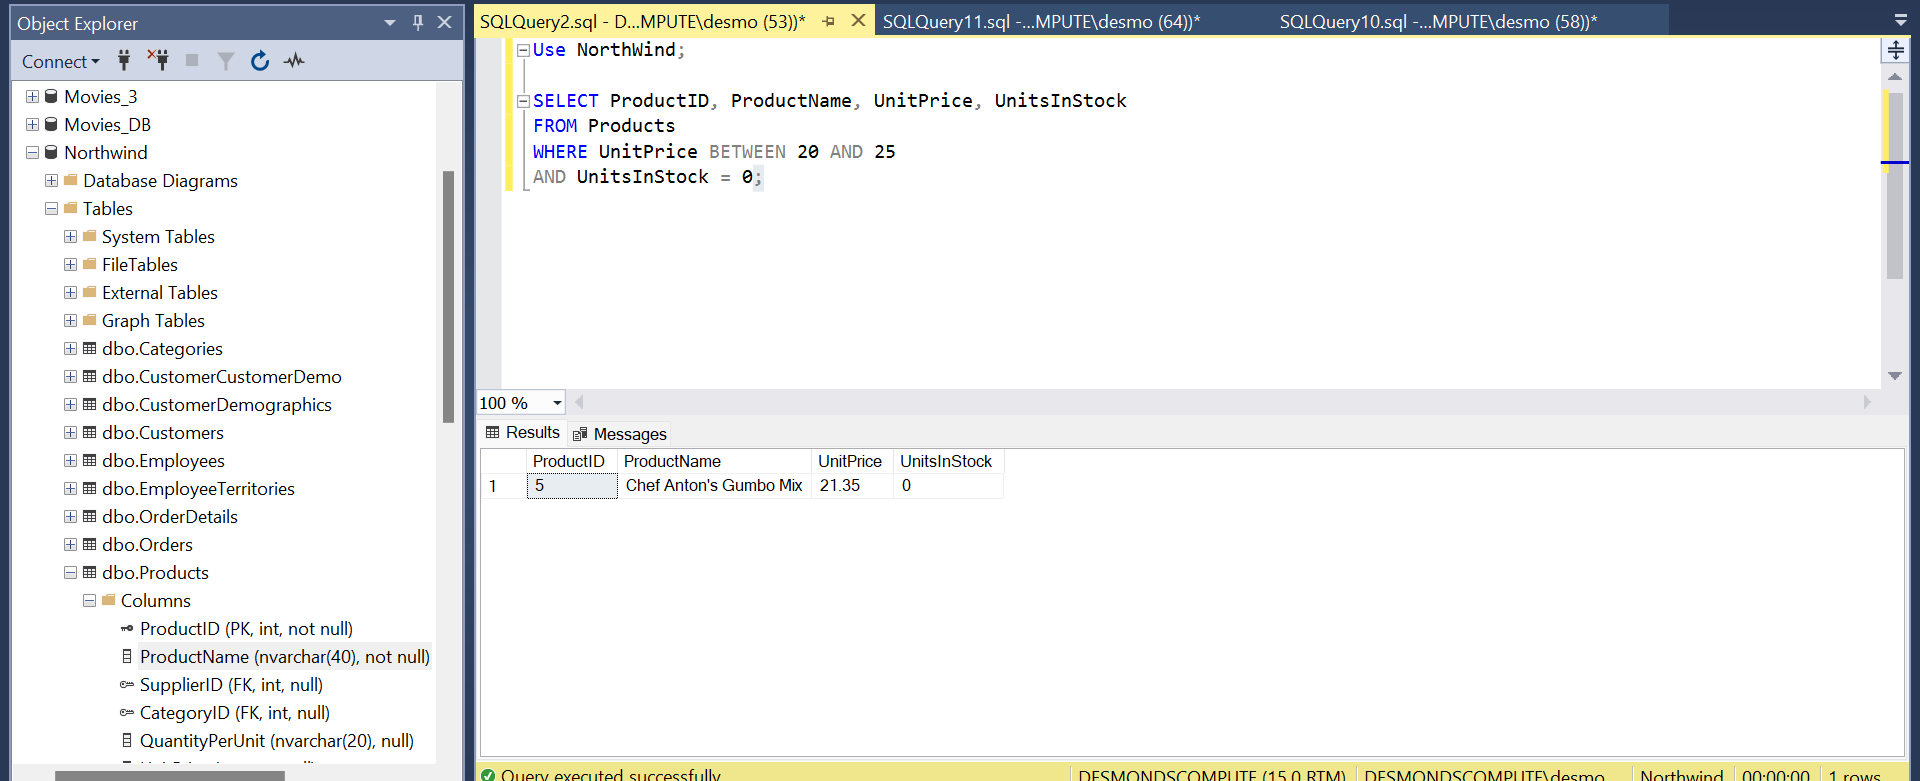 Object Explorer
Connect
Movies_3
Movies_DB
Northwind
Database Diagrams
Tables
System Tables
FileTables
External Tables
Graph Tables
dbo.Categories
dbo.CustomerCustomerDemo
dbo.CustomerDemographics
dbo.Customers
dbo.Employees
dbo.EmployeeTerritories
dbo.OrderDetails
dbo.Orders
dbo.Products
Columns
ProductID (PK, int, not null)
ProductName (nvarchar(40), not null)
SupplierID (FK, int, null)
CategoryID (FK, int, null)
QuantityPerUnit (nvarchar(20), null)
SQLQuery2.sql - D...MPUTE\desmo (53))* SQLQuery11.sql -...MPUTE\desmo (64))* SQLQuery10.sql -...MPUTE\desmo (58))*
Use NorthWind;
SELECT ProductID, ProductName, UnitPrice, UnitsInStock
FROM Products
WHERE UnitPrice BETWEEN 20 AND 25
AND UnitsInStock = 0;
100 %
Results Messages
ProductID ProductName UnitPrice UnitsInStock
1 5 Chef Anton's Gumbo Mix 21.35 0
Query executed successfully DESMONDSCOMPUTE (15.0 RTM) DESMONDSCOMPUTE\desmo Northwind 00:00:00 1 rows